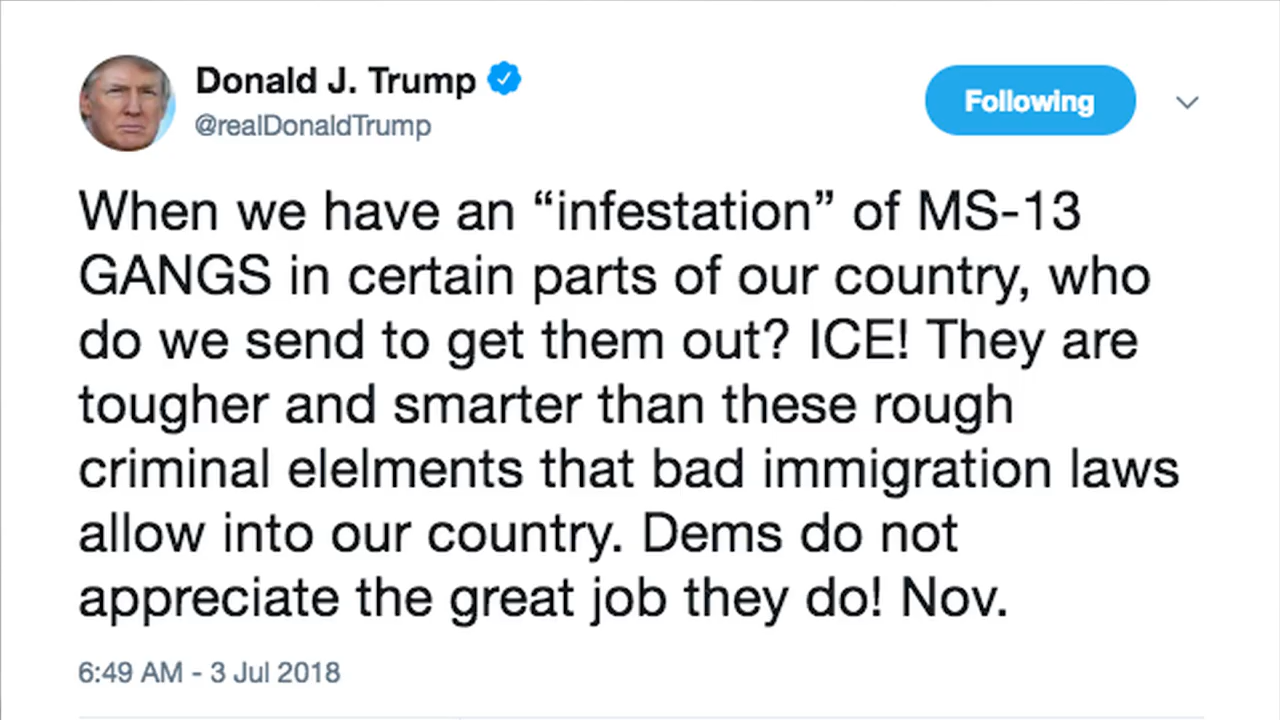 Donald J. Trump
@realDonaldTrump
Following
When we have an “infestation” of MS-13
GANGS in certain parts of our country, who
do we send to get them out? ICE! They are
tougher and smarter than these rough
criminal elelments that bad immigration laws
allow into our country. Dems do not
appreciate the great job they do! Nov.
6:49 AM - 3 Jul 2018